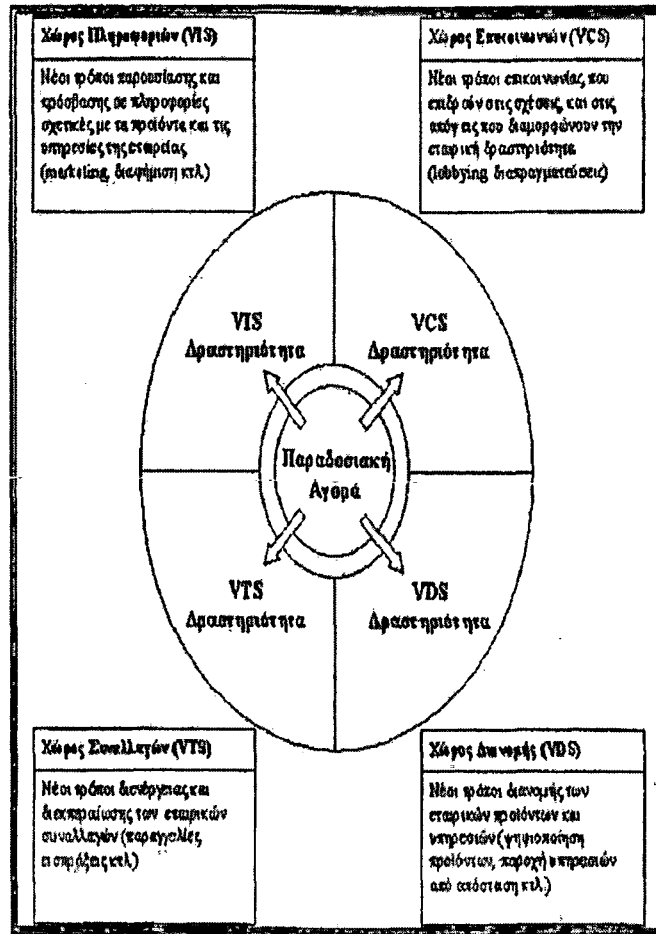 Χώρος Πληροφοριών (VIS)
Νέοι τρόποι παρουσίασης και
πρόσβασης σε πληροφορίες
σχετικές με τα προϊόντα και τις
υπηρεσίες της εταιρείας
(marketing, διαφήμιση κτλ)
Χώρος Επικοινωνιών (VCS)
Νέοι τρόποι επικοινωνίας, που
επιδρούν στις σχέσεις, και στις
απόψεις που διαμορφώνουν την
εταιρική δραστηριότητα
(lobbying, διαπραγματεύσεις)
VIS
Δραστηριότητα
VCS
Δραστηριότητα
Παραδοσιακή
Αγορά
VTS
Δραστηριότητα
VDS
Δραστηριότητα
Χώρος Συναλλαγών (VTS)
Νέοι τρόποι διενέργειας και
διεκπεραίωσης των εταιρικών
συναλλαγών (παραγγελίες,
εισπράξεις κτλ)
Χώρος Διανομής (VDS)
Νέοι τρόποι διανομής των
εταιρικών προϊόντων και
υπηρεσιών (ψηφιοποίηση
προϊόντων, παροχή υπηρεσιών
από απόσταση κτλ.)